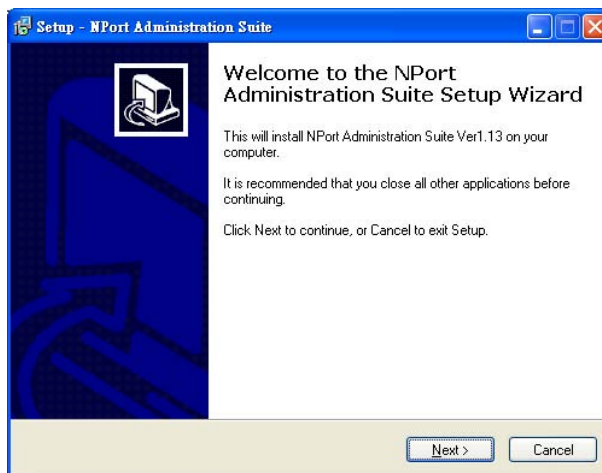 Setup - NPort Administration Suite
Welcome to the NPort
Administration Suite Setup Wizard
This will install NPort Administration Suite Ver1.13 on your
computer.
It is recommended that you close all other applications before
continuing.
Click Next to continue, or Cancel to exit Setup.
Next >
Cancel